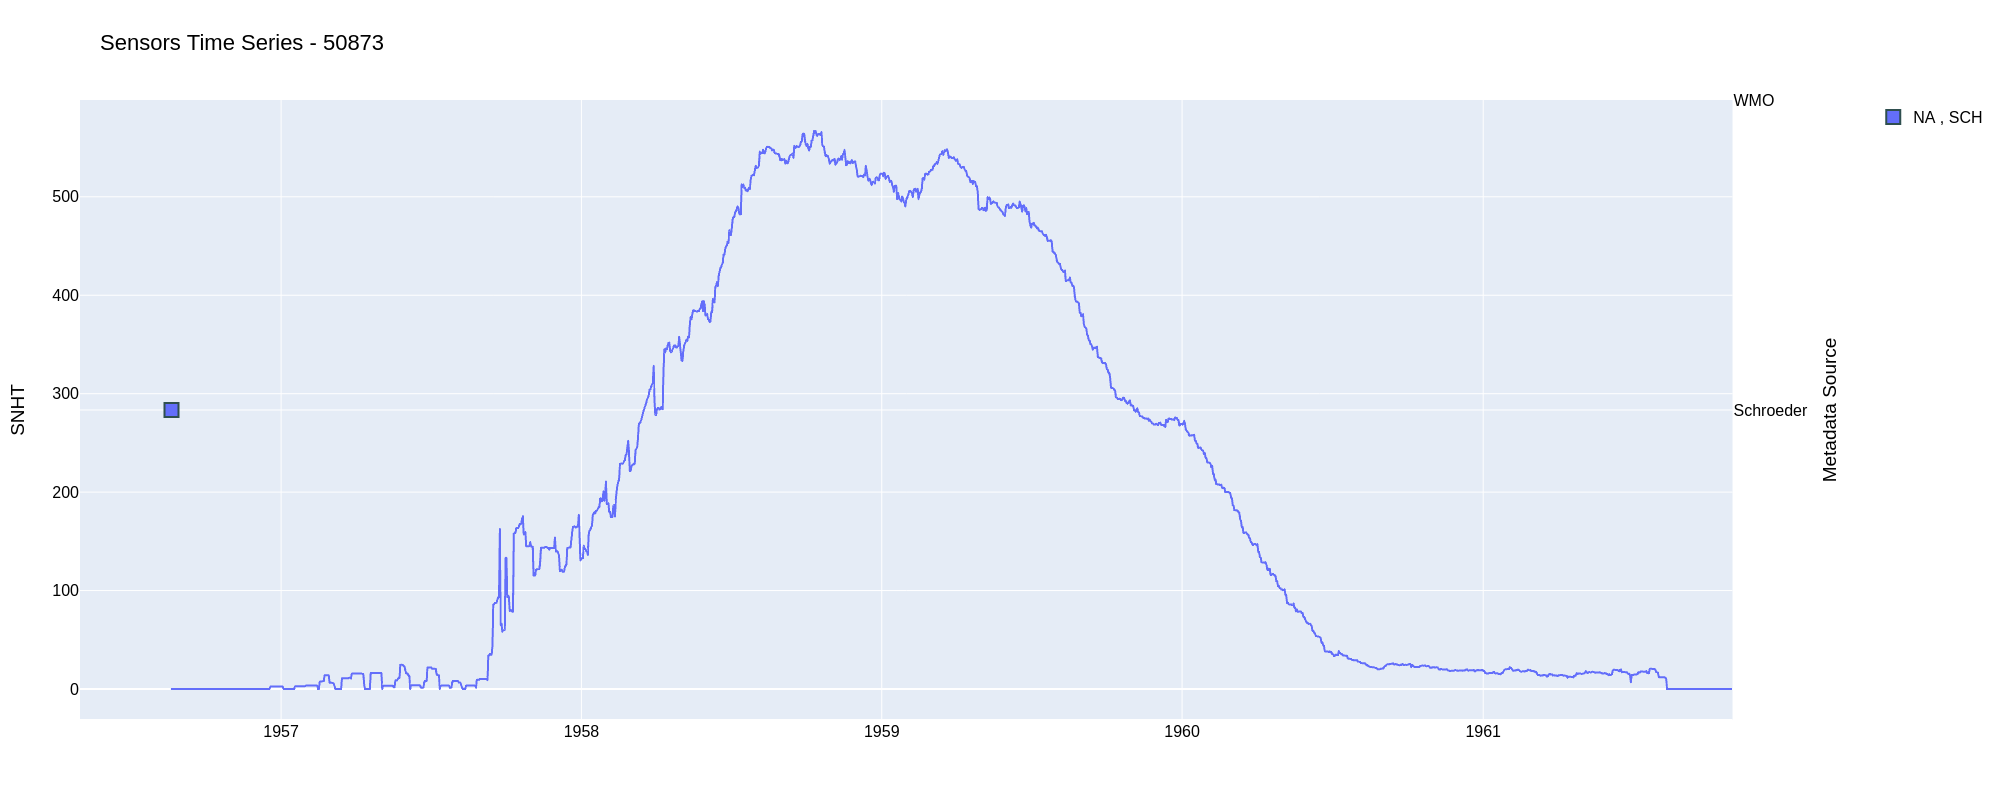 Sensors Time Series - 50873
WMO
NA , SCH
500
400
300
200
100
0
SNHT
Schroeder
Metadata Source
1957
1958
1959
1960
1961